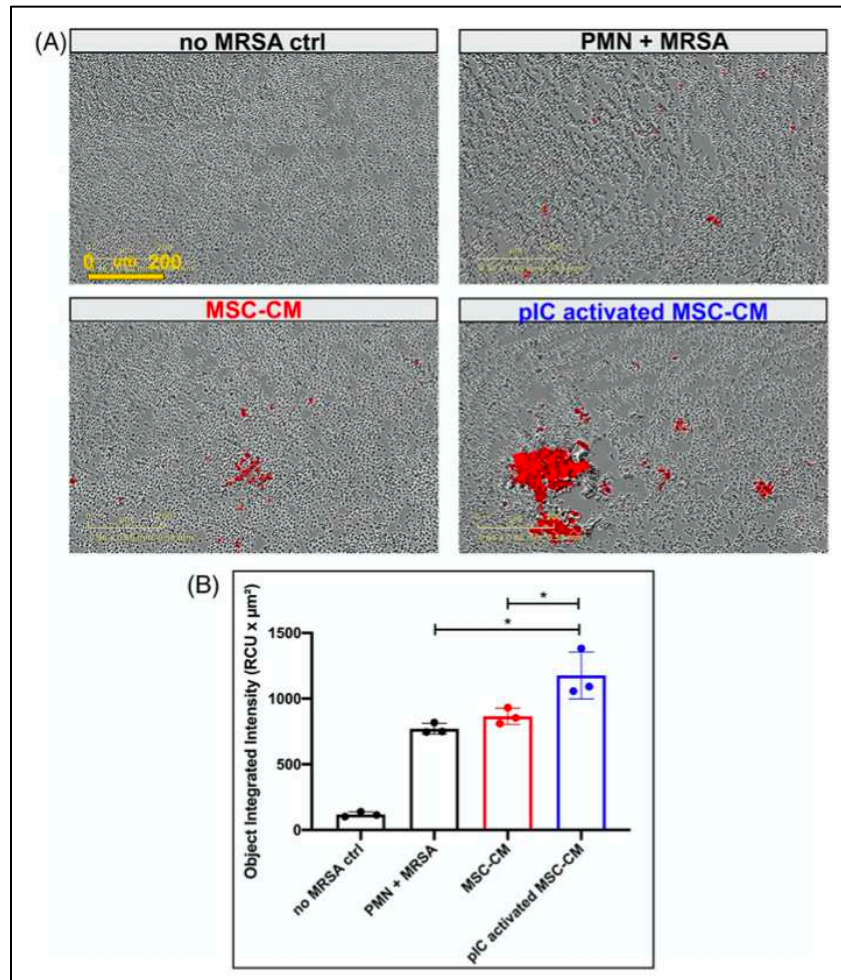 (A)
no MRSA ctrl
PMN + MRSA
0 um 200
MSC-CM
pIC activated MSC-CM
(B)
*
*
Object Integrated Intensity (RCU x µm²)
1500
1000
500
0
no MRSA ctrl
PMN + MRSA
MSC-CM
pIC activated MSC-CM